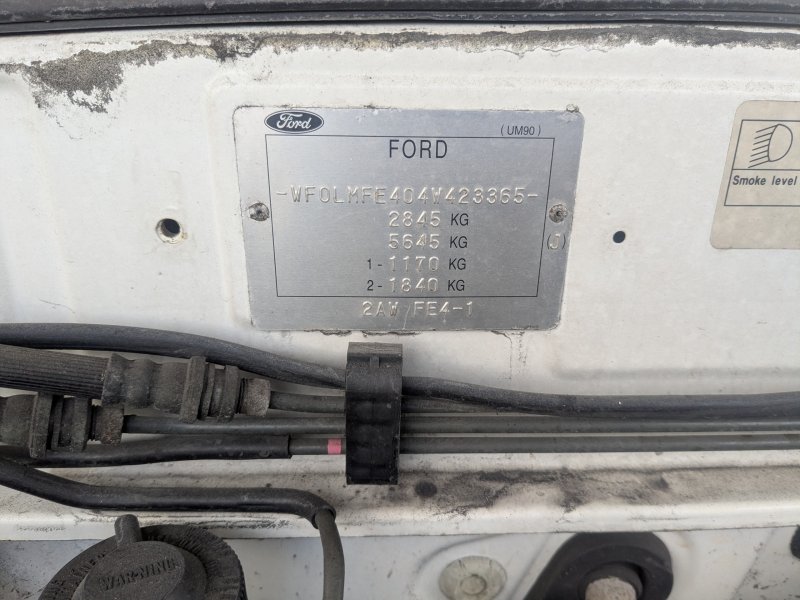 Ford
( UM90 )
FORD
-WF0LMFE404W423365-
2845 KG
5645 KG
(J)
1-1170 KG
2-1840 KG
2AW FE4-1
Smoke level
WARNING